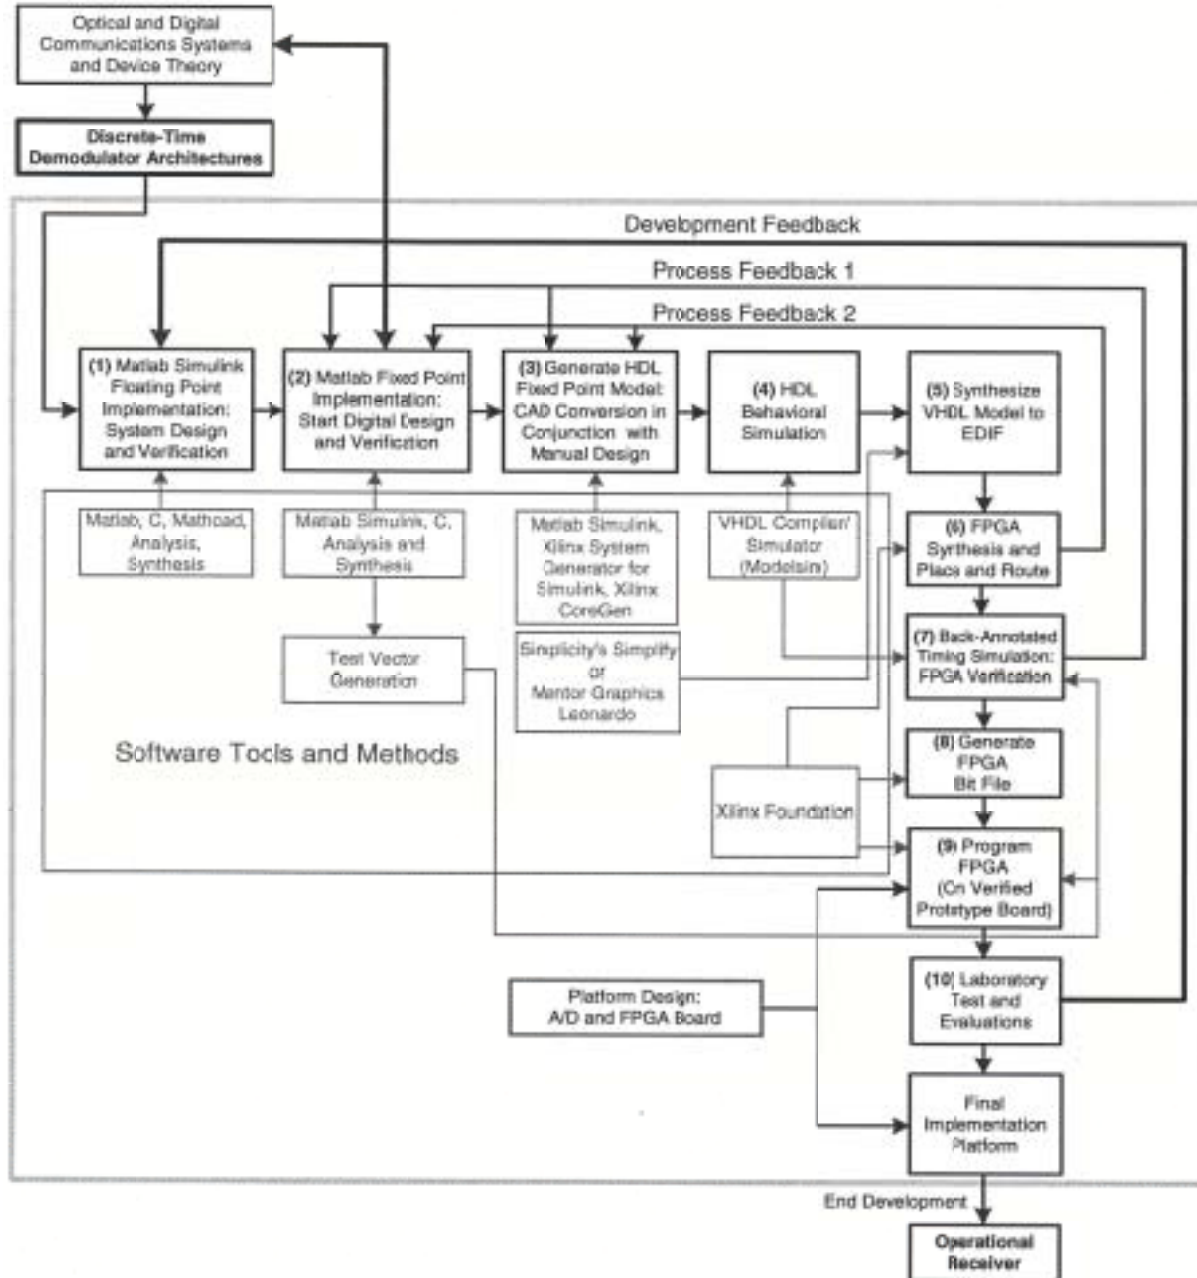 Optical and Digital
Communications Systems
and Device Theory
Discrete-Time
Demodulator Architectures
Development Feedback
Process Feedback 1
Process Feedback 2
(1) Matlab Simulink
Floating Point
Implementation:
System Design
and Verification
(2) Matlab Fixed Point
Implementation:
Start Digital Design
and Verification
(3) Generate HDL
Fixed Point Model:
CAD Conversion in
Conjunction with
Manual Design
(4) HDL
Behavioral
Simulation
(5) Synthesize
VHDL Model to
EDIF
Matlab, C, Mathcad,
Analysis,
Synthesis
Matlab Simulink, C,
Analysis and
Synthesis
Matlab Simulink,
Xilinx System
Generator for
Simulink, Xilinx
CoreGen
VHDL Compiler/
Simulator
(Modelsim)
(6) FPGA
Synthesis and
Place and Route
Test Vector
Generation
Simplicity's Simplify
or
Mentor Graphics
Leonardo
(7) Back-Annotated
Timing Simulation:
FPGA Verification
Software Tools and Methods
(8) Generate
FPGA
Bit File
Xilinx Foundation
(9) Program
FPGA
(On Verified
Prototype Board)
Platform Design:
A/D and FPGA Board
(10) Laboratory
Test and
Evaluations
Final
Implementation
Platform
End Development
Operational
Receiver